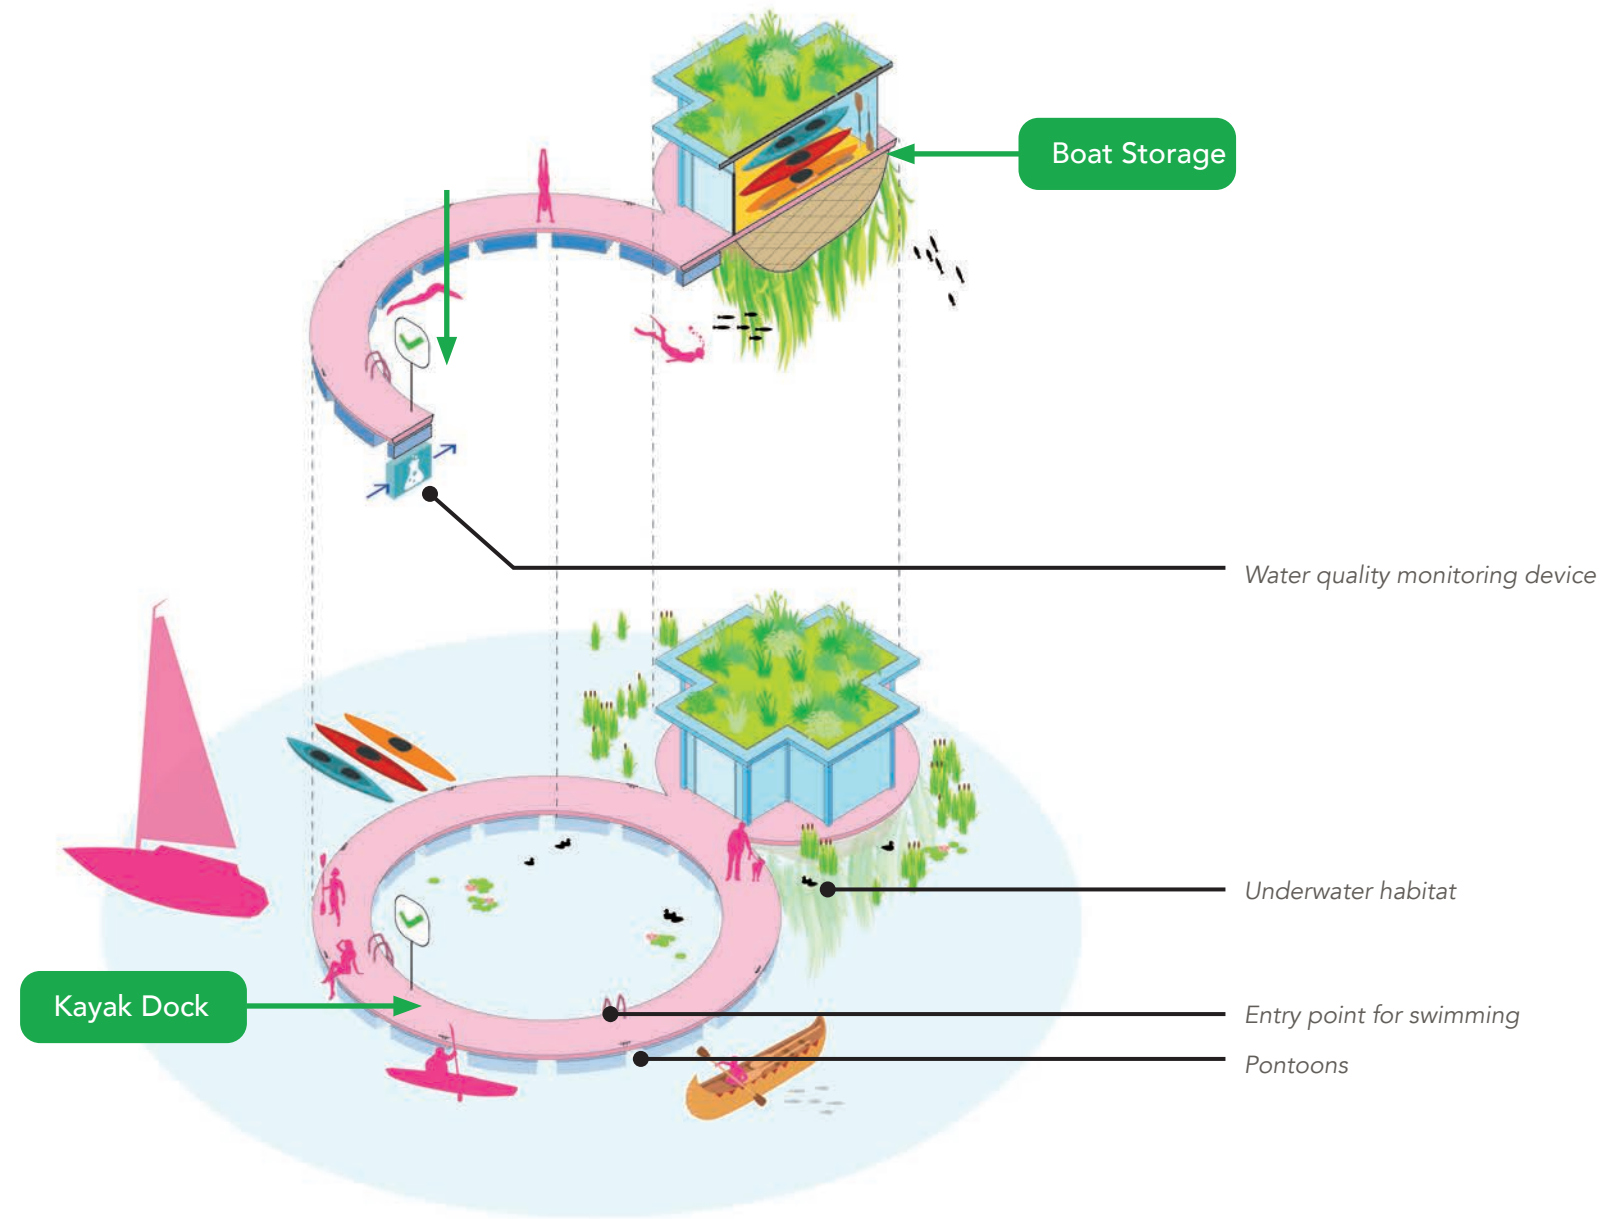 Boat Storage
Water quality monitoring device
Underwater habitat
Kayak Dock
Entry point for swimming
Pontoons